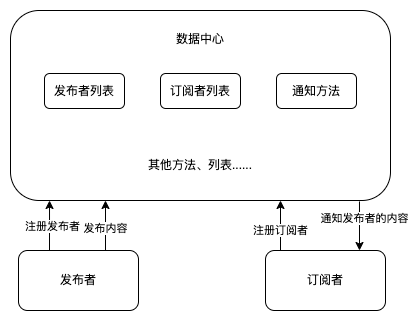 数据中心
发布者列表
订阅者列表
通知方法
其他方法、列表......
注册发布者
发布内容
注册订阅者
通知发布者的内容
发布者
订阅者